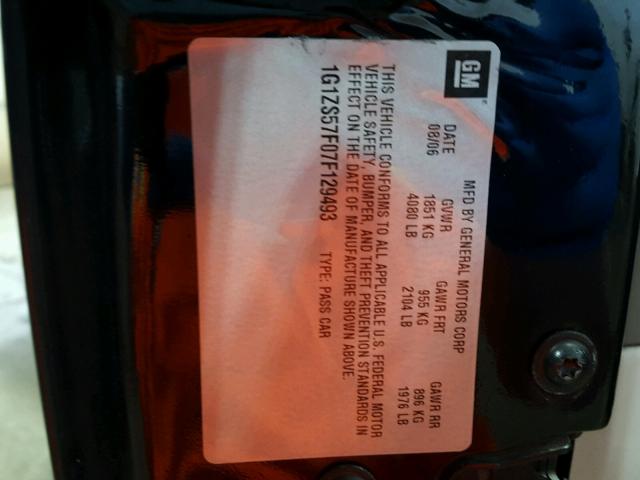 GM
MFD BY GENERAL MOTORS CORP
DATE GVWR GAWR FRT GAWR RR
08/06 1851 KG 955 KG 896 KG
4080 LB 2104 LB 1976 LB
THIS VEHICLE CONFORMS TO ALL APPLICABLE U.S. FEDERAL MOTOR
VEHICLE SAFETY, BUMPER, AND THEFT PREVENTION STANDARDS IN
EFFECT ON THE DATE OF MANUFACTURE SHOWN ABOVE.
1G1ZS57F07F129493 TYPE: PASS CAR